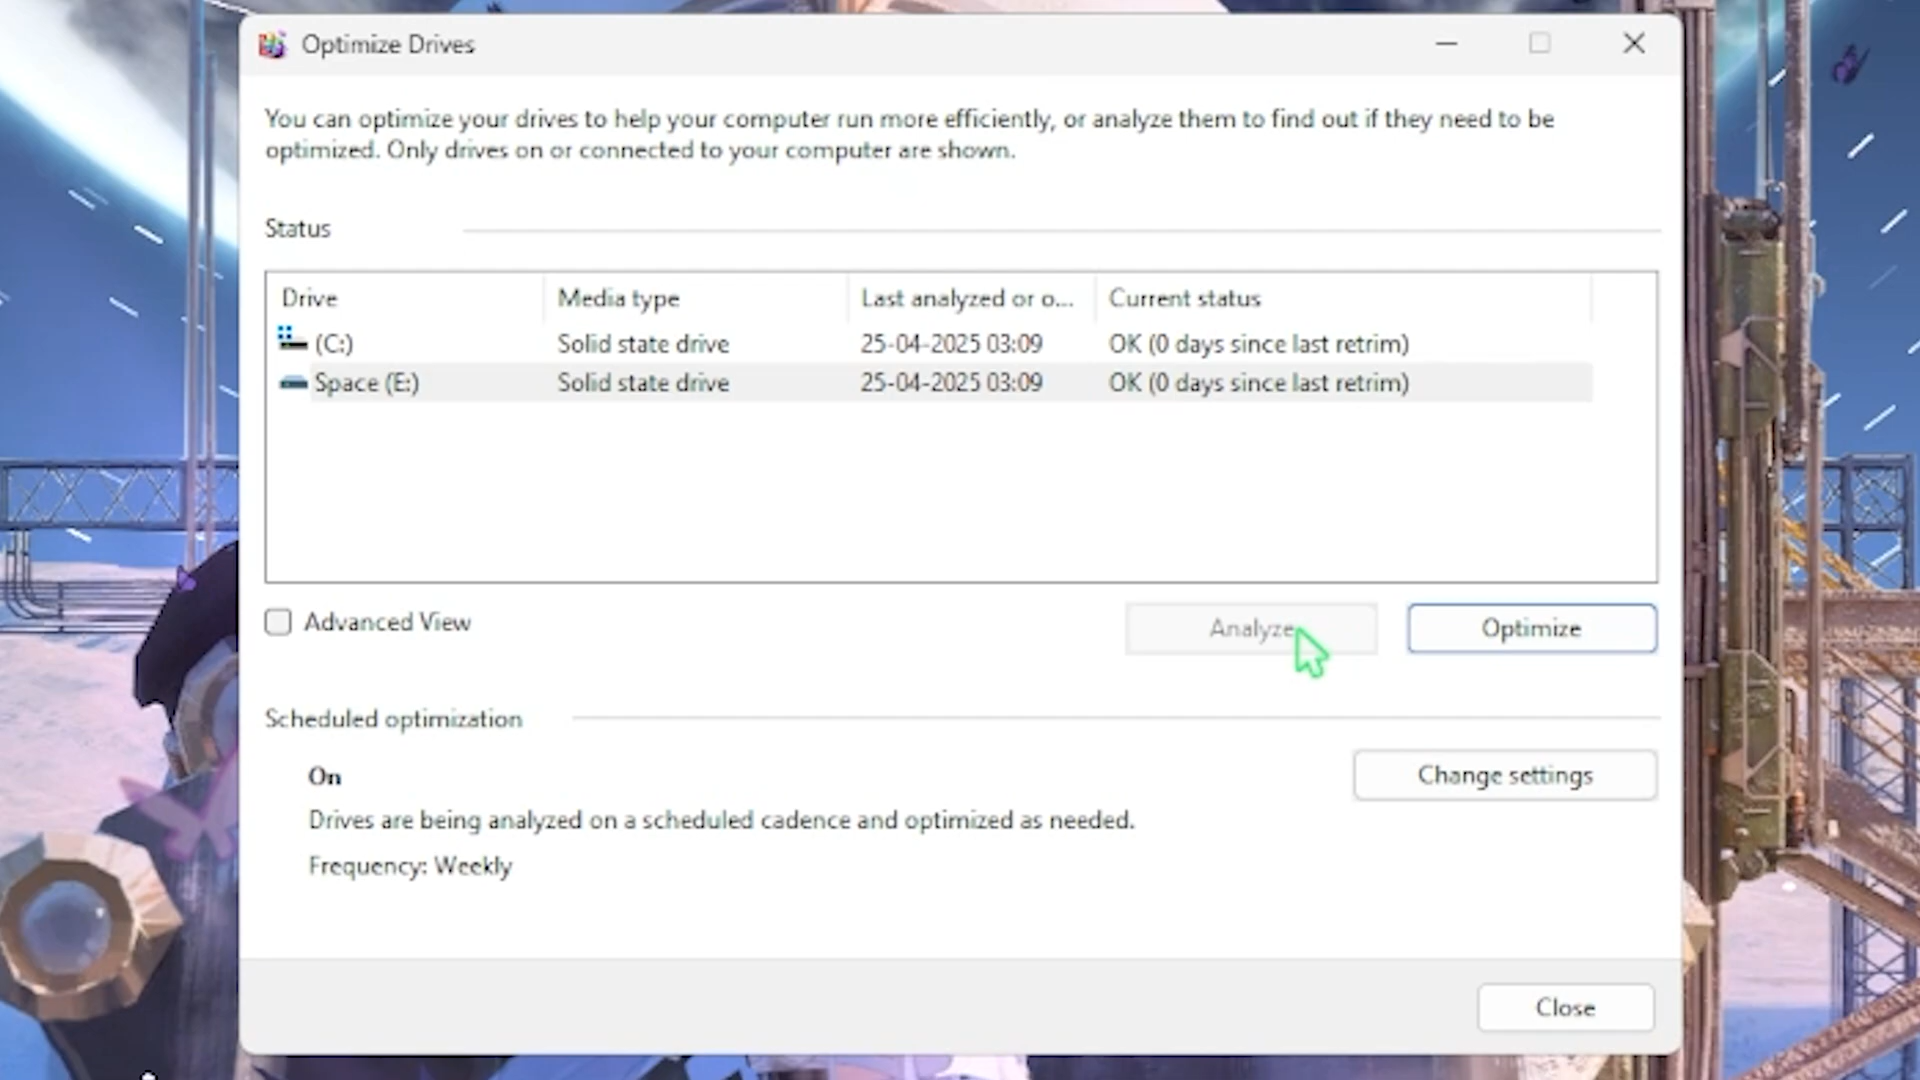 Optimize Drives
You can optimize your drives to help your computer run more efficiently, or analyze them to find out if they need to be
optimized. Only drives on or connected to your computer are shown.
Status
Drive Media type Last analyzed or o... Current status
(C:) Solid state drive 25-04-2025 03:09 OK (0 days since last retrim)
Space (E:) Solid state drive 25-04-2025 03:09 OK (0 days since last retrim)
Advanced View Analyze Optimize
Scheduled optimization
On Change settings
Drives are being analyzed on a scheduled cadence and optimized as needed.
Frequency: Weekly
Close